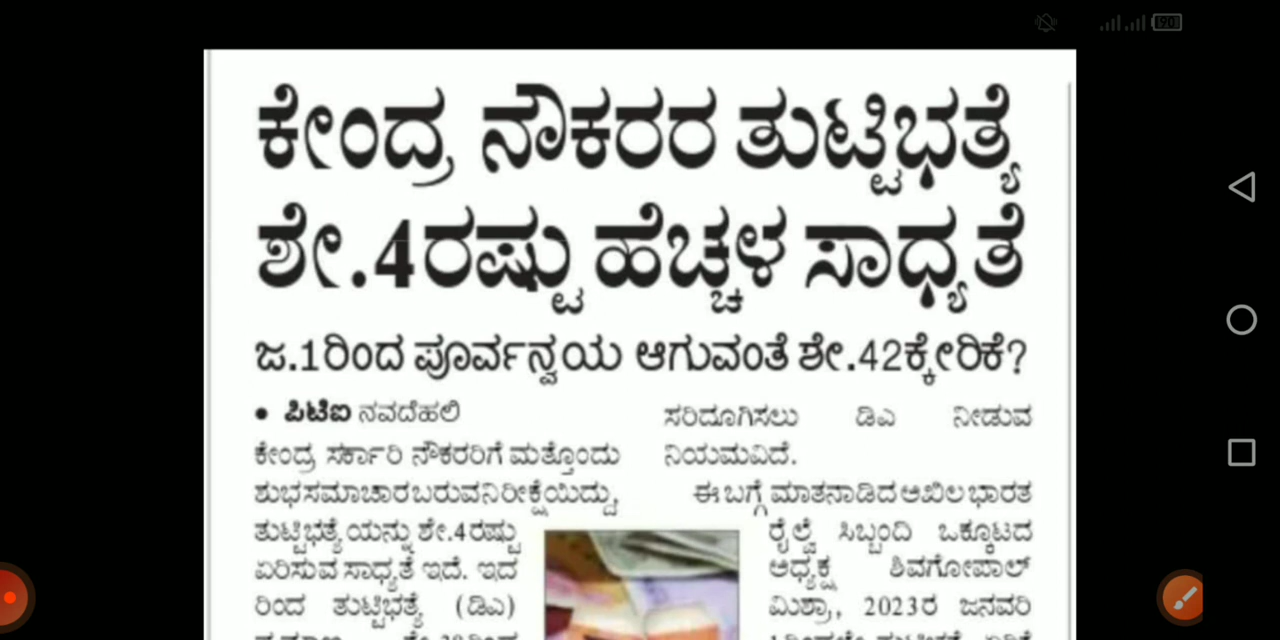 90
ಕೇಂದ್ರ ನೌಕರರ ತುಟ್ಟಿಭತ್ಯೆ
ಶೇ.4ರಷ್ಟು ಹೆಚ್ಚಳ ಸಾಧ್ಯತೆ
ಜ.1ರಿಂದ ಪೂರ್ವನ್ವಯ ಆಗುವಂತೆ ಶೇ.42ಕ್ಕೇರಿಕೆ?
• ಪಿಟಿಐ ನವದೆಹಲಿ
ಕೇಂದ್ರ ಸರ್ಕಾರಿ ನೌಕರರಿಗೆ ಮತ್ತೊಂದು
ಶುಭಸಮಾಚಾರ ಬರುವ ನಿರೀಕ್ಷೆಯಿದ್ದು,
ತುಟ್ಟಿಭತ್ಯೆಯನ್ನು ಶೇ.4ರಷ್ಟು
ಏರಿಸುವ ಸಾಧ್ಯತೆ ಇದೆ. ಇದ
ರಿಂದ ತುಟ್ಟಿಭತ್ಯೆ (ಡಿಎ)
ಸರಿದೂಗಿಸಲು ಡಿಎ ನೀಡುವ
ನಿಯಮವಿದೆ.
ಈ ಬಗ್ಗೆ ಮಾತನಾಡಿದ ಅಖಿಲ ಭಾರತ
ರೈಲ್ವೆ ಸಿಬ್ಬಂದಿ ಒಕ್ಕೂಟದ
ಅಧ್ಯಕ್ಷ ಶಿವಗೋಪಾಲ್
ಮಿಶ್ರಾ, 2023ರ ಜನವರಿ